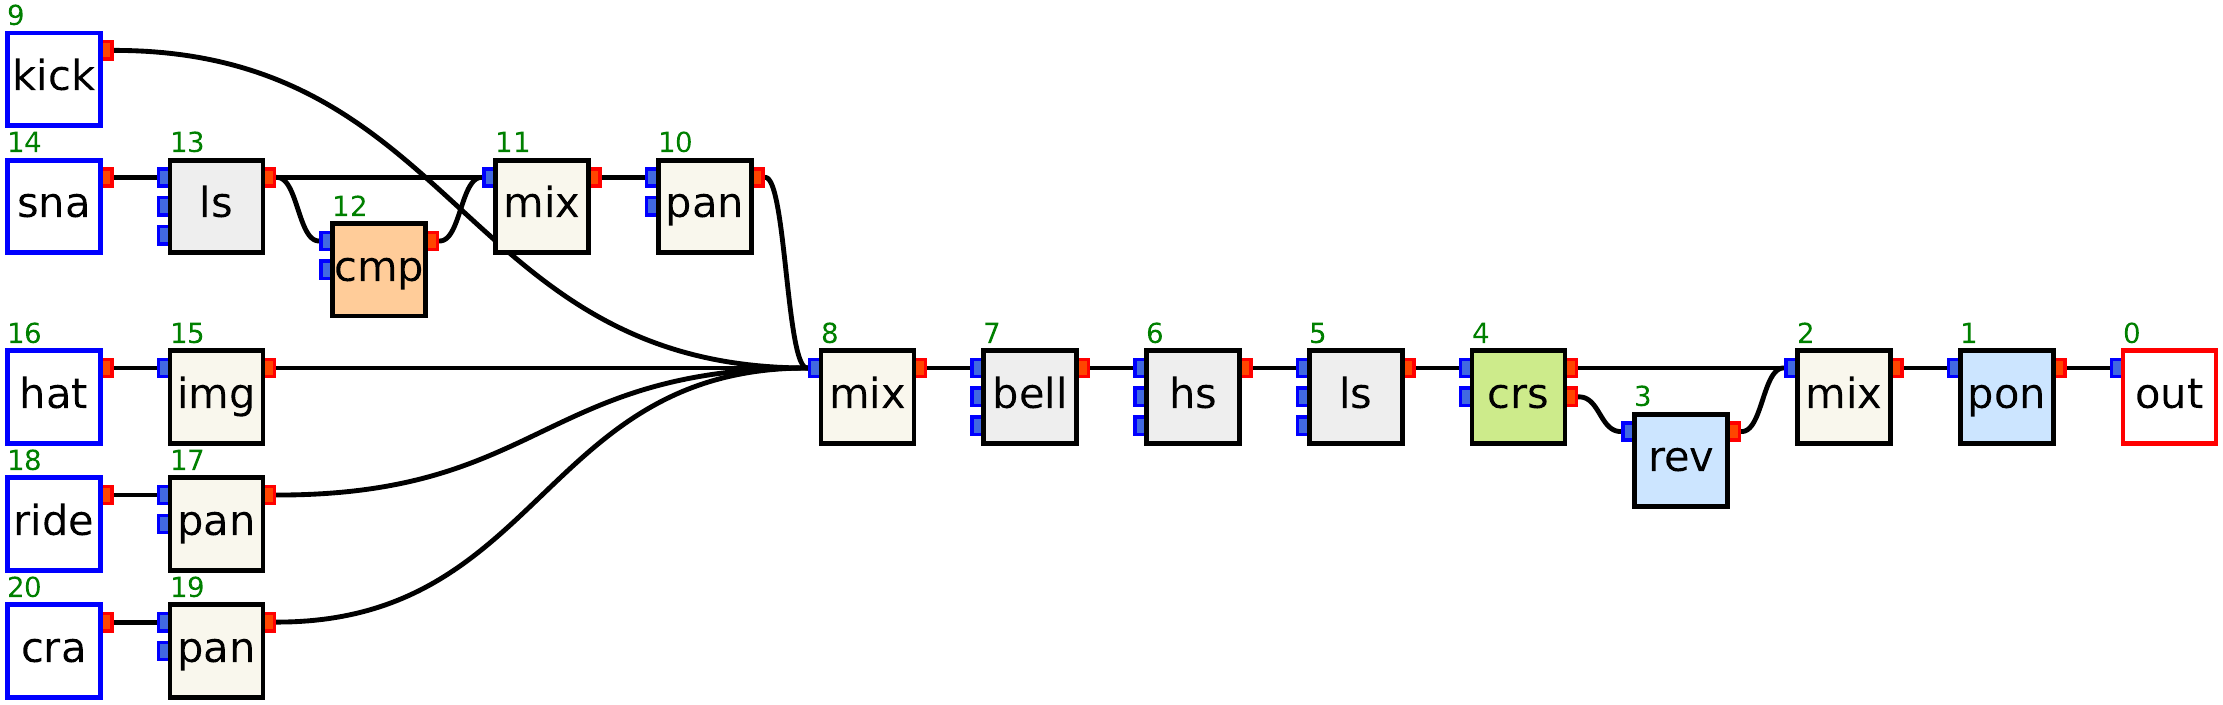 9
kick
14
sna
13
ls
12
cmp
11
mix
10
pan
16
hat
15
img
8
mix
7
bell
6
hs
5
ls
4
crs
3
rev
2
mix
1
pon
0
out
18
ride
17
pan
20
cra
19
pan